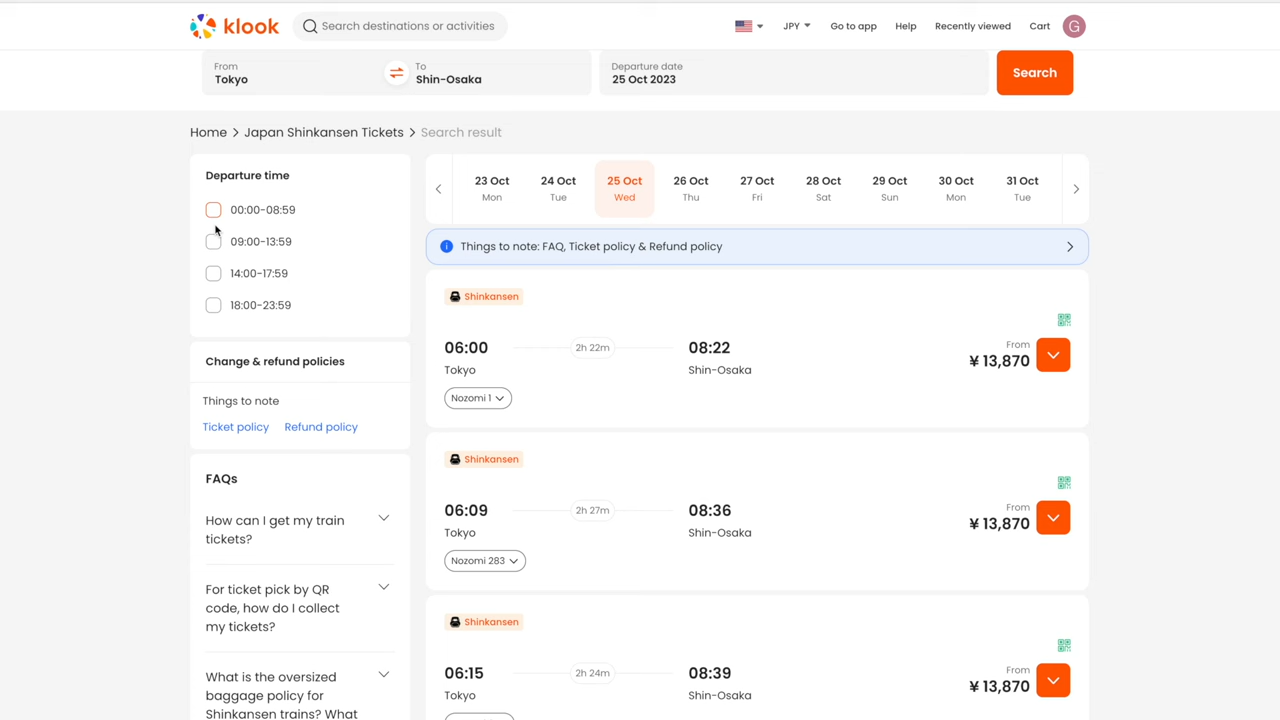 klook
Search destinations or activities
JPY
Go to app
Help
Recently viewed
Cart
G
From
Tokyo
To
Shin-Osaka
Departure date
25 Oct 2023
Search
Home > Japan Shinkansen Tickets > Search result
Departure time
00:00-08:59
09:00-13:59
14:00-17:59
18:00-23:59
Change & refund policies
Things to note
Ticket policy
Refund policy
FAQs
How can I get my train
tickets?
For ticket pick by QR
code, how do I collect
my tickets?
What is the oversized
baggage policy for
Shinkansen trains? What
23 Oct
Mon
24 Oct
Tue
25 Oct
Wed
26 Oct
Thu
27 Oct
Fri
28 Oct
Sat
29 Oct
Sun
30 Oct
Mon
31 Oct
Tue
Things to note: FAQ, Ticket policy & Refund policy
Shinkansen
06:00
2h 22m
08:22
Tokyo
Shin-Osaka
Nozomi 1
From
¥ 13,870
Shinkansen
06:09
2h 27m
08:36
Tokyo
Shin-Osaka
Nozomi 283
From
¥ 13,870
Shinkansen
06:15
2h 24m
08:39
Tokyo
Shin-Osaka
From
¥ 13,870